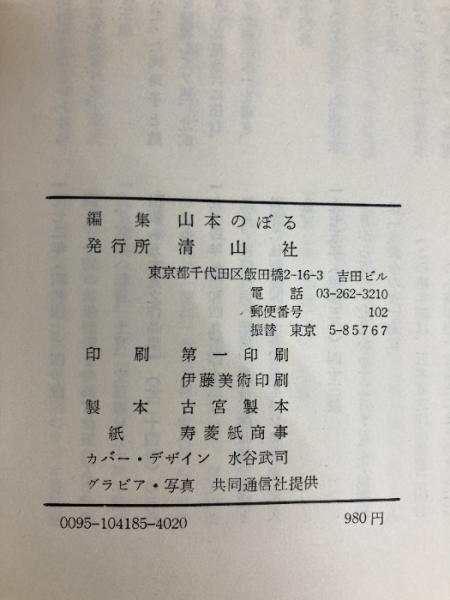 編集 山本のぼる
発行所 清山社
東京都千代田区飯田橋2-16-3 吉田ビル
電話 03-262-3210
郵便番号 102
振替 東京 5-85767
印刷 第一印刷
伊藤美術印刷
製本 古宮製本
紙 寿菱紙商事
カバー・デザイン 水谷武司
グラビア・写真 共同通信社提供
0095-104185-4020 980円